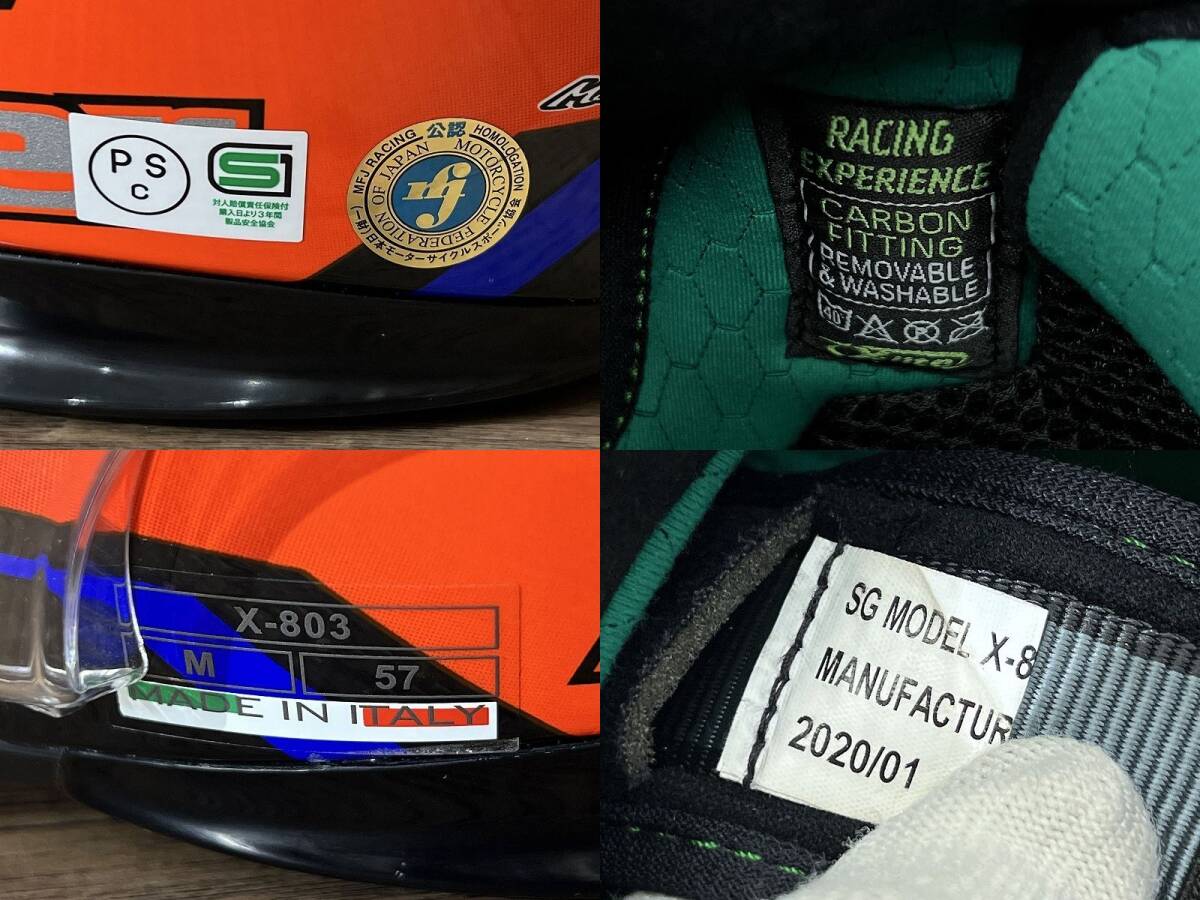 PS
C
対人賠償責任保険付
購入日より3年間
製品安全協会
MFJ RACING 公認 HOMOLOGATION
MOTORCYCLE FEDERATION OF JAPAN
mfj
(一財)日本モーターサイクルスポーツ協会
RACING
EXPERIENCE
CARBON
FITTING
REMOVABLE
& WASHABLE
40°
X-803
M 57
MADE IN ITALY
SG MODEL X-8
MANUFACTUR
2020/01